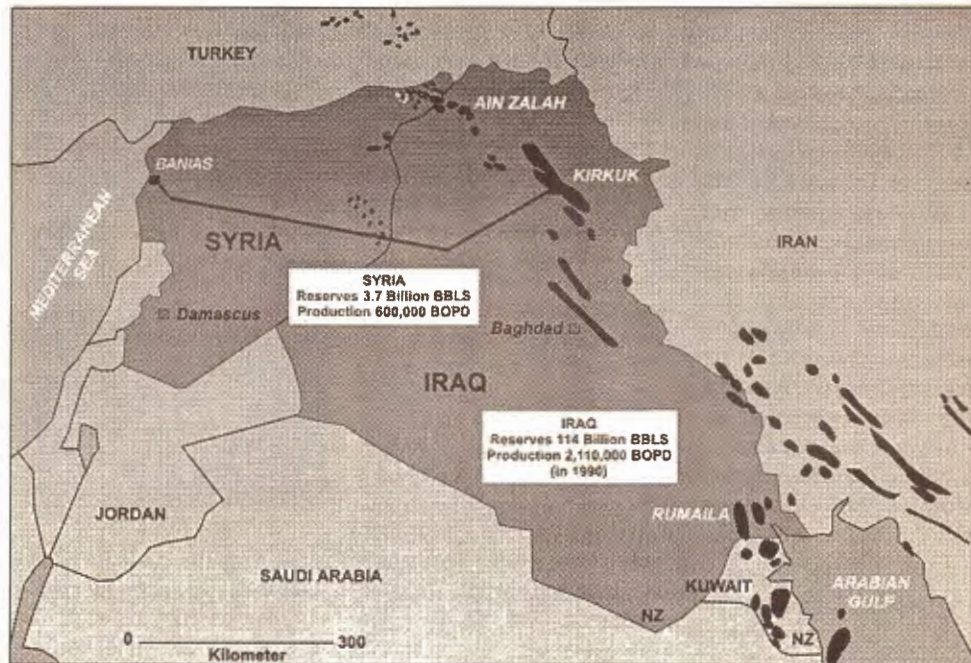 TURKEY
AIN ZALAH
BANIAS
KIRKUK
MEDITERRANEAN
SEA
SYRIA
IRAN
SYRIA
Reserves 3.7 Billion BBLS
Production 600,000 BOPD
Damascus
Baghdad
IRAQ
IRAQ
Reserves 114 Billion BBLS
Production 2,110,000 BOPD
(in 1990)
JORDAN
RUMAILA
SAUDI ARABIA
KUWAIT
ARABIAN
GULF
NZ
NZ
0 300
Kilometer